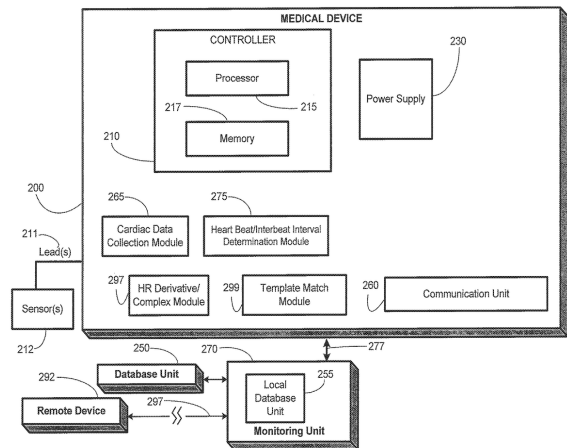 MEDICAL DEVICE
CONTROLLER
Processor
215
217
Memory
210
230
Power Supply
200
265
275
Cardiac Data
Collection Module
Heart Beat/Interbeat Interval
Determination Module
211
Lead(s)
Sensor(s)
212
297
HR Derivative/
Complex Module
299
Template Match
Module
260
Communication Unit
277
250
270
Database Unit
292
Remote Device
297
255
Local
Database
Unit
Monitoring Unit